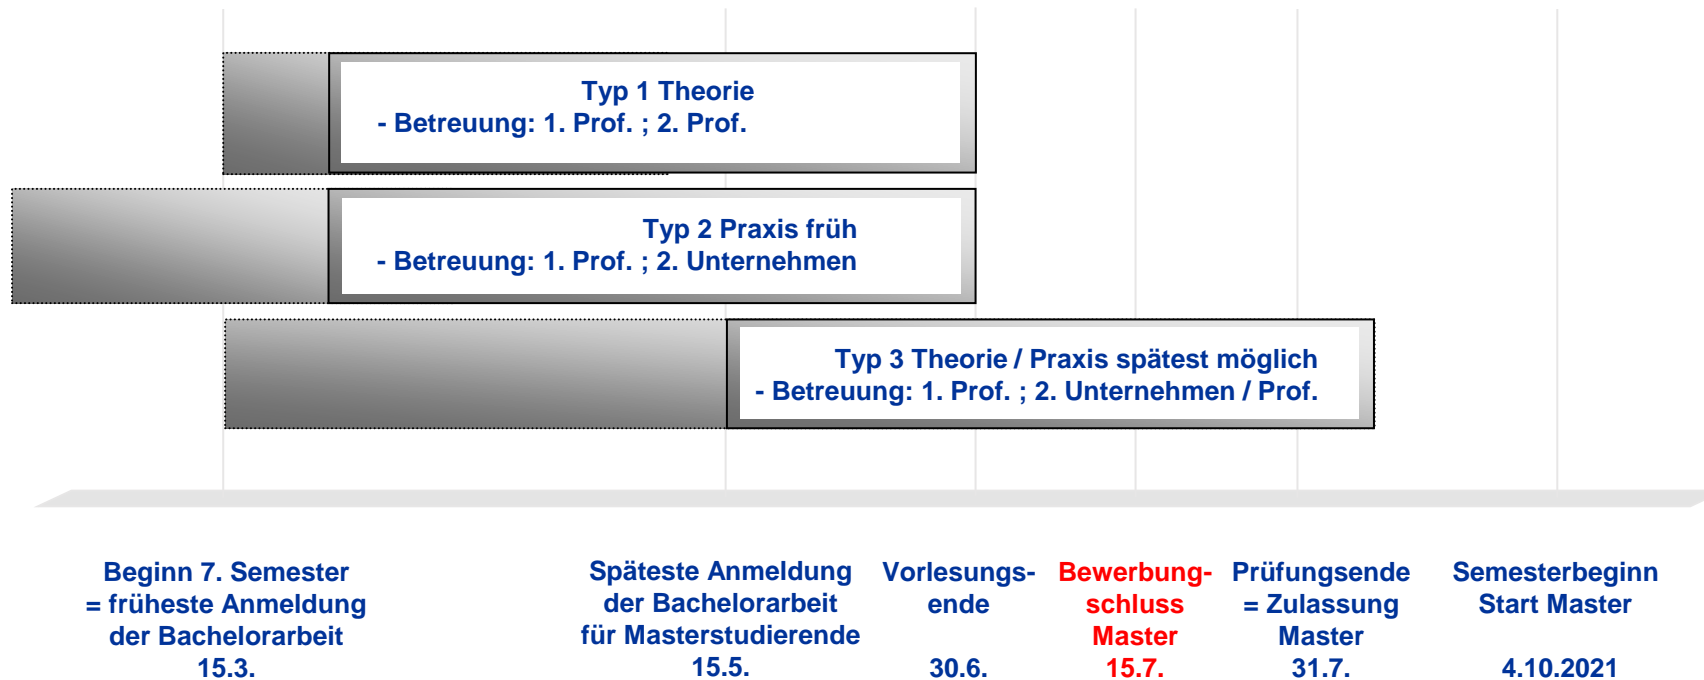 Typ 1 Theorie
- Betreuung: 1. Prof. ; 2. Prof.
Typ 2 Praxis früh
- Betreuung: 1. Prof. ; 2. Unternehmen
Typ 3 Theorie / Praxis spätest möglich
- Betreuung: 1. Prof. ; 2. Unternehmen / Prof.
Beginn 7. Semester
= früheste Anmeldung
der Bachelorarbeit
15.3.
Späteste Anmeldung
der Bachelorarbeit
für Masterstudierende
15.5.
Vorlesungs-
ende
30.6.
Bewerbung-
schluss
Master
15.7.
Prüfungsende
= Zulassung
Master
31.7.
Semesterbeginn
Start Master
4.10.2021